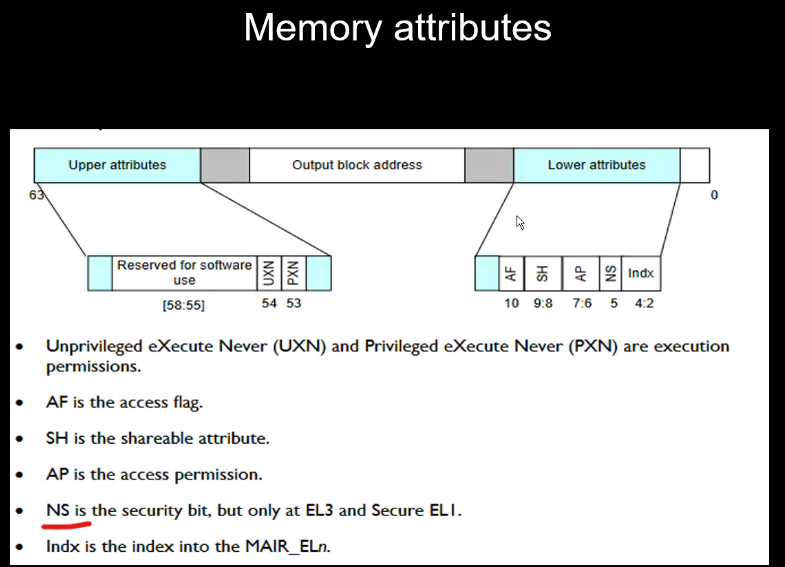 Memory attributes
Upper attributes
Output block address
Lower attributes
63
0
Reserved for software
use
UXN
PXN
AF
SH
AP
NS
Indx
[58:55]
54
53
10
9:8
7:6
5
4:2
• Unprivileged eXecute Never (UXN) and Privileged eXecute Never (PXN) are execution
permissions.
• AF is the access flag.
• SH is the shareable attribute.
• AP is the access permission.
• NS is the security bit, but only at EL3 and Secure EL1.
• Indx is the index into the MAIR_ELn.